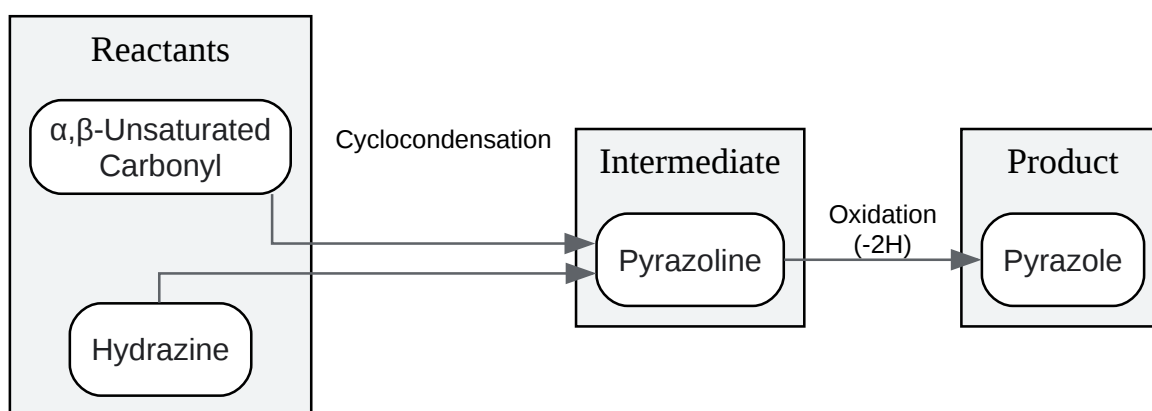 Reactants
α,β-Unsaturated
Carbonyl
Hydrazine
Cyclocondensation
Intermediate
Pyrazoline
Oxidation
(-2H)
Product
Pyrazole